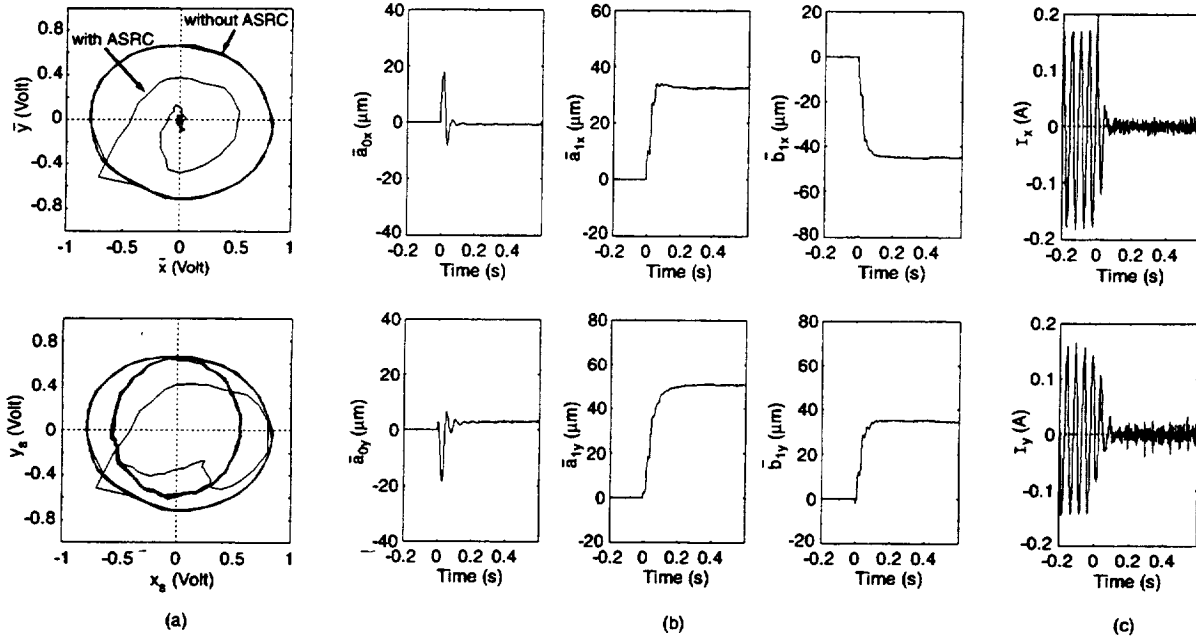 without ASRC
with ASRC
ȳ (Volt)
0.8
0.4
0
-0.4
-0.8
-1 -0.5 0 0.5 1
x̄ (Volt)
ā0x (μm)
40
20
0
-20
-40
-0.2 0 0.2 0.4
Time (s)
ā1x (μm)
60
40
20
0
-20
-0.2 0 0.2 0.4
Time (s)
b̄1x (μm)
20
0
-20
-40
-60
-80
-0.2 0 0.2 0.4
Time (s)
Ix (A)
0.2
0.1
0
-0.1
-0.2
-0.2 0 0.2 0.4
Time (s)
ys (Volt)
0.8
0.4
0
-0.4
-0.8
-1 -0.5 0 0.5 1
xs (Volt)
ā0y (μm)
40
20
0
-20
-40
-0.2 0 0.2 0.4
Time (s)
ā1y (μm)
80
60
40
20
0
-20
-0.2 0 0.2 0.4
Time (s)
b̄1y (μm)
80
60
40
20
0
-20
-0.2 0 0.2 0.4
Time (s)
Iy (A)
0.2
0.1
0
-0.1
-0.2
-0.2 0 0.2 0.4
Time (s)
(a)
(b)
(c)